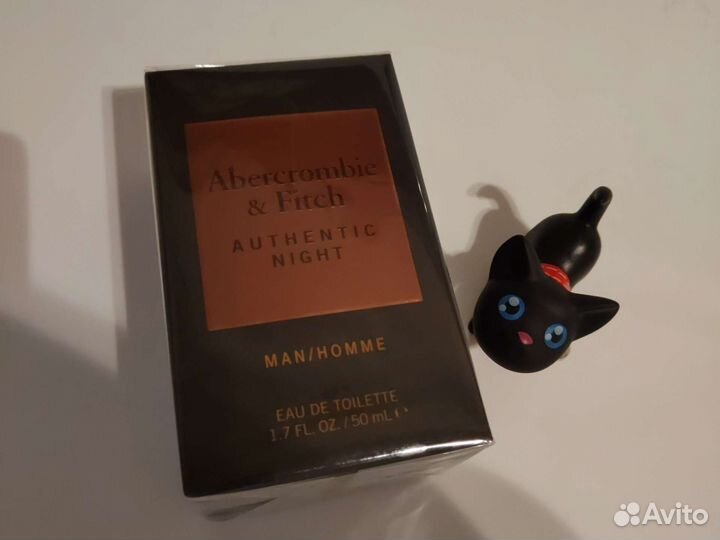 Abercrombie
& Fitch
AUTHENTIC
NIGHT
MAN/HOMME
EAU DE TOILETTE
1.7 FL. OZ. / 50 mL ℮
Avito